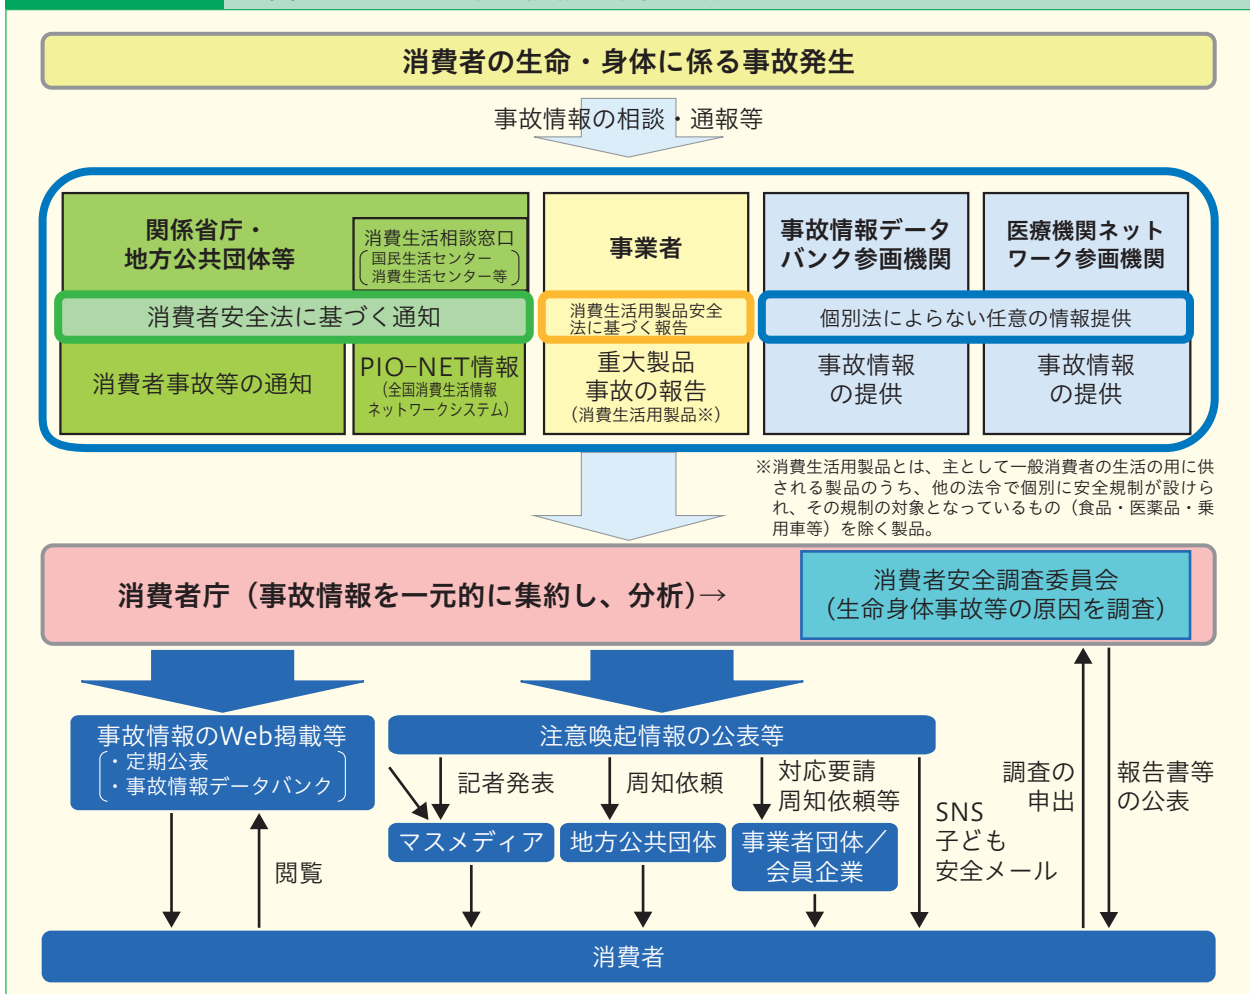 消費者の生命・身体に係る事故発生
事故情報の相談・通報等
関係省庁・
地方公共団体等
消費生活相談窓口
国民生活センター
消費生活センター等
事業者
事故情報データ
バンク参画機関
医療機関ネット
ワーク参画機関
消費者安全法に基づく通知
消費生活用製品安全
法に基づく報告
個別法によらない任意の情報提供
消費者事故等の通知
PIO-NET情報
(全国消費生活情報
ネットワークシステム)
重大製品
事故の報告
(消費生活用製品※)
事故情報
の提供
事故情報
の提供
※消費生活用製品とは、主として一般消費者の生活の用に供
される製品のうち、他の法令で個別に安全規制が設けら
れ、その規制の対象となっているもの（食品・医薬品・乗
用車等）を除く製品。
消費者庁（事故情報を一元的に集約し、分析）→
消費者安全調査委員会
（生命身体事故等の原因を調査）
事故情報のWeb掲載等
・定期公表
・事故情報データバンク
注意喚起情報の公表等
記者発表
周知依頼
対応要請
周知依頼等
調査の
申出
報告書等
の公表
マスメディア
地方公共団体
事業者団体／
会員企業
SNS
子ども
安全メール
閲覧
消費者